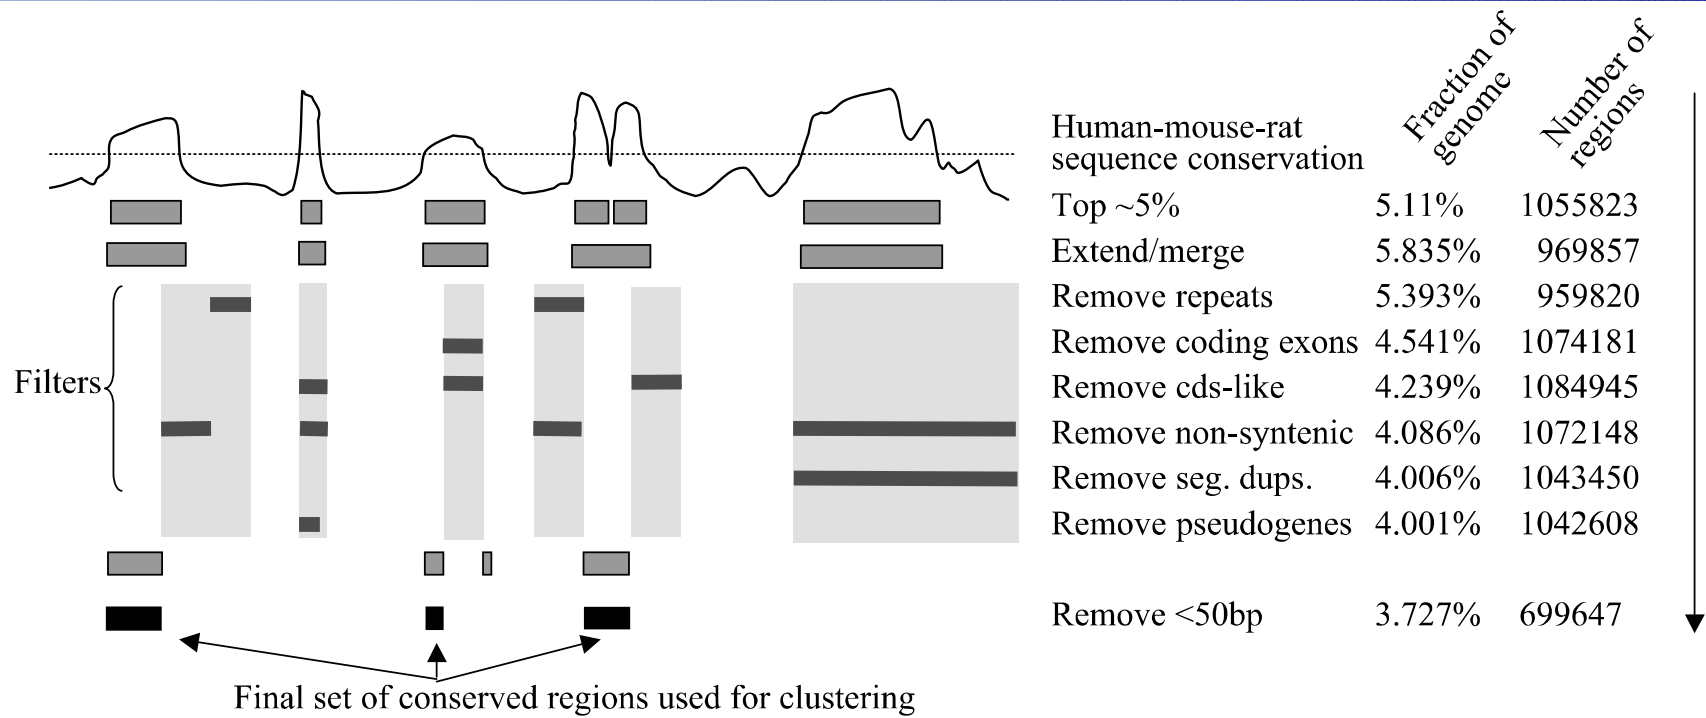 Fraction of
genome
Number of
regions
Human-mouse-rat
sequence conservation
Top ~5% 5.11% 1055823
Extend/merge 5.835% 969857
Remove repeats 5.393% 959820
Remove coding exons 4.541% 1074181
Filters
Remove cds-like 4.239% 1084945
Remove non-syntenic 4.086% 1072148
Remove seg. dups. 4.006% 1043450
Remove pseudogenes 4.001% 1042608
Remove <50bp 3.727% 699647
Final set of conserved regions used for clustering